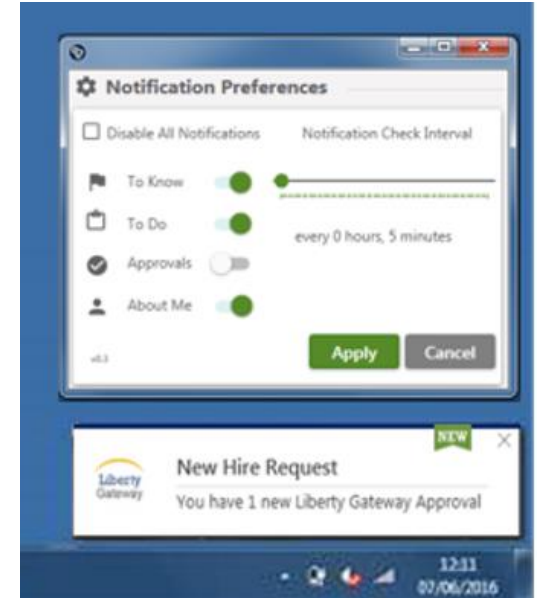 Notification Preferences
Disable All Notifications
Notification Check Interval
To Know
To Do
every 0 hours, 5 minutes
Approvals
About Me
v0.3
Apply
Cancel
NEW
Liberty
Gateway
New Hire Request
You have 1 new Liberty Gateway Approval
12:11
07/06/2016